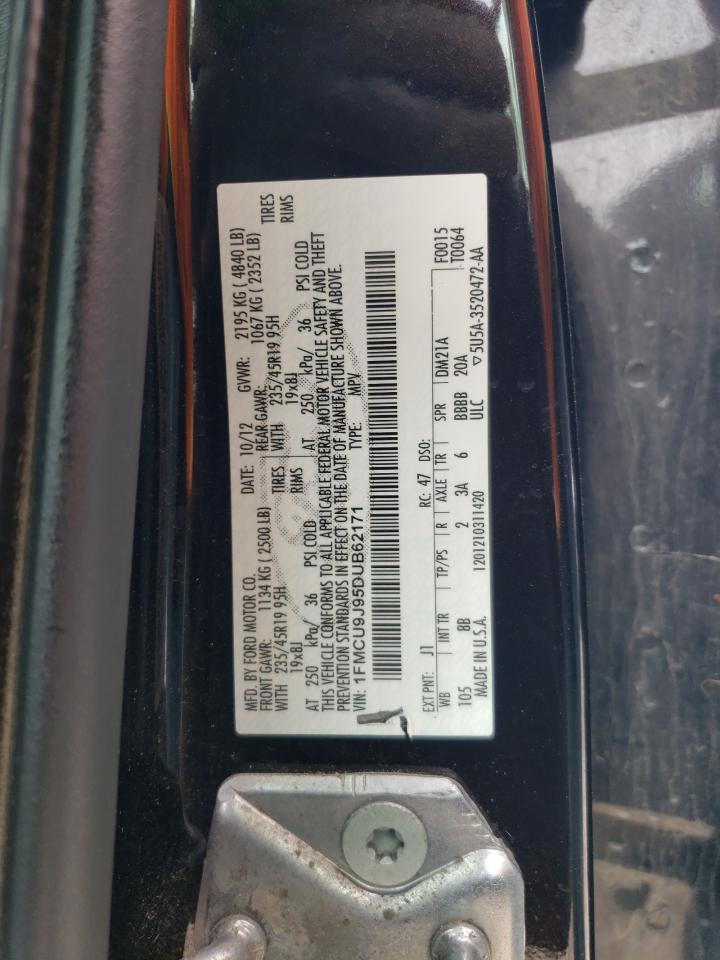 MFD. BY FORD MOTOR CO. DATE: 10/12 GVWR: 2195 KG ( 4840 LB)
FRONT GAWR: 1134 KG ( 2500 LB) REAR GAWR: 1067 KG ( 2352 LB)
WITH 235/45R19 95H TIRES WITH 235/45R19 95H TIRES
19x8J RIMS 19x8J RIMS
AT 250 kPa/ 36 PSI COLD AT 250 kPa/ 36 PSI COLD
THIS VEHICLE CONFORMS TO ALL APPLICABLE FEDERAL MOTOR VEHICLE SAFETY AND THEFT
PREVENTION STANDARDS IN EFFECT ON THE DATE OF MANUFACTURE SHOWN ABOVE.
VIN: 1FMCU9J95DUB62171 TYPE: MPV
EXT PNT: J1 RC: 47 DSO: F0015
WB INT TR TP/PS R AXLE TR SPR DM21A T0064
105 8B 2 3A 6 BBBB 20A
MADE IN U.S.A. 1201210311420 ULC ▽5U5A-3520472-AA